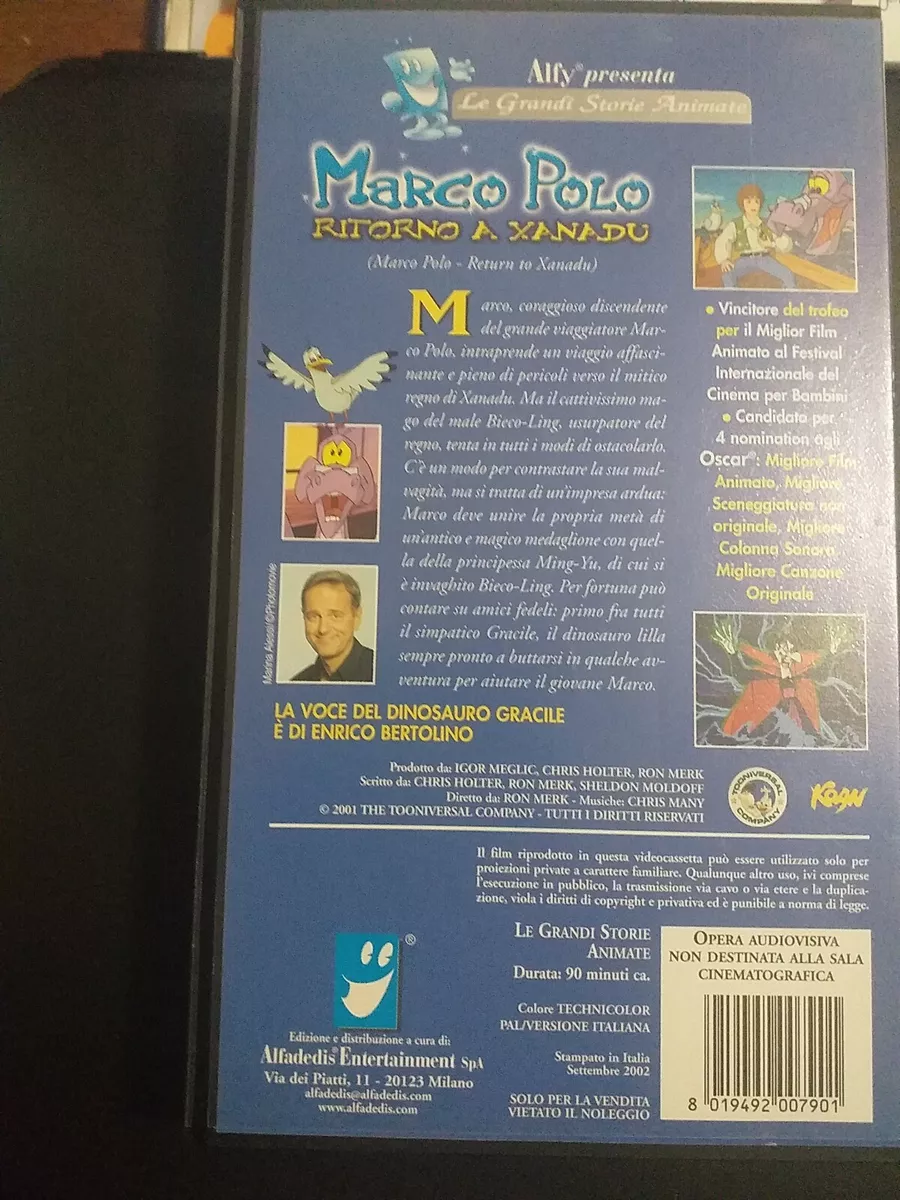 Alfy® presenta
Le Grandi Storie Animate
MARCO POLO
RITORNO A XANADU
(Marco Polo - Return to Xanadu)
Marco, coraggioso discendente
del grande viaggiatore Mar-
co Polo, intraprende un viaggio affasci-
nante e pieno di pericoli verso il mitico
regno di Xanadu. Ma il cattivissimo ma-
go del male Bieco-Ling, usurpatore del
regno, tenta in tutti i modi di ostacolarlo.
C'è un modo per contrastare la sua mal-
vagità, ma si tratta di un'impresa ardua:
Marco deve unire la propria metà di
un'antico e magico medaglione con quel-
la della principessa Ming-Yu, di cui si
è invaghito Bieco-Ling. Per fortuna può
contare su amici fedeli: primo fra tutti
il simpatico Gracile, il dinosauro lilla
sempre pronto a buttarsi in qualche av-
ventura per aiutare il giovane Marco.
• Vincitore del trofeo
per il Miglior Film
Animato al Festival
Internazionale del
Cinema per Bambini
• Candidato per
4 nomination agli
Oscar®: Migliore Film
Animato, Migliore
Sceneggiatura non
originale, Migliore
Colonna Sonora
Migliore Canzone
Originale
Marina Alessi/©Photomovie
LA VOCE DEL DINOSAURO GRACILE
È DI ENRICO BERTOLINO
Prodotto da: IGOR MEGLIC, CHRIS HOLTER, RON MERK
Scritto da: CHRIS HOLTER, RON MERK, SHELDON MOLDOFF
Diretto da: RON MERK - Musiche: CHRIS MANY
© 2001 THE TOONIVERSAL COMPANY - TUTTI I DIRITTI RISERVATI
TOONIVERSAL COMPANY
Il film riprodotto in questa videocassetta può essere utilizzato solo per
proiezioni private a carattere familiare. Qualunque altro uso, ivi comprese
l'esecuzione in pubblico, la trasmissione via cavo o via etere e la duplica-
zione, viola i diritti di copyright e privativa ed è punibile a norma di legge.
®
Edizione e distribuzione a cura di:
Alfadedis® Entertainment SpA
Via dei Piatti, 11 - 20123 Milano
alfadedis@alfadedis.com
www.alfadedis.com
LE GRANDI STORIE
ANIMATE
Durata: 90 minuti ca.
Colore TECHNICOLOR
PAL/VERSIONE ITALIANA
Stampato in Italia
Settembre 2002
SOLO PER LA VENDITA
VIETATO IL NOLEGGIO
OPERA AUDIOVISIVA
NON DESTINATA ALLA SALA
CINEMATOGRAFICA
8 019492 007901